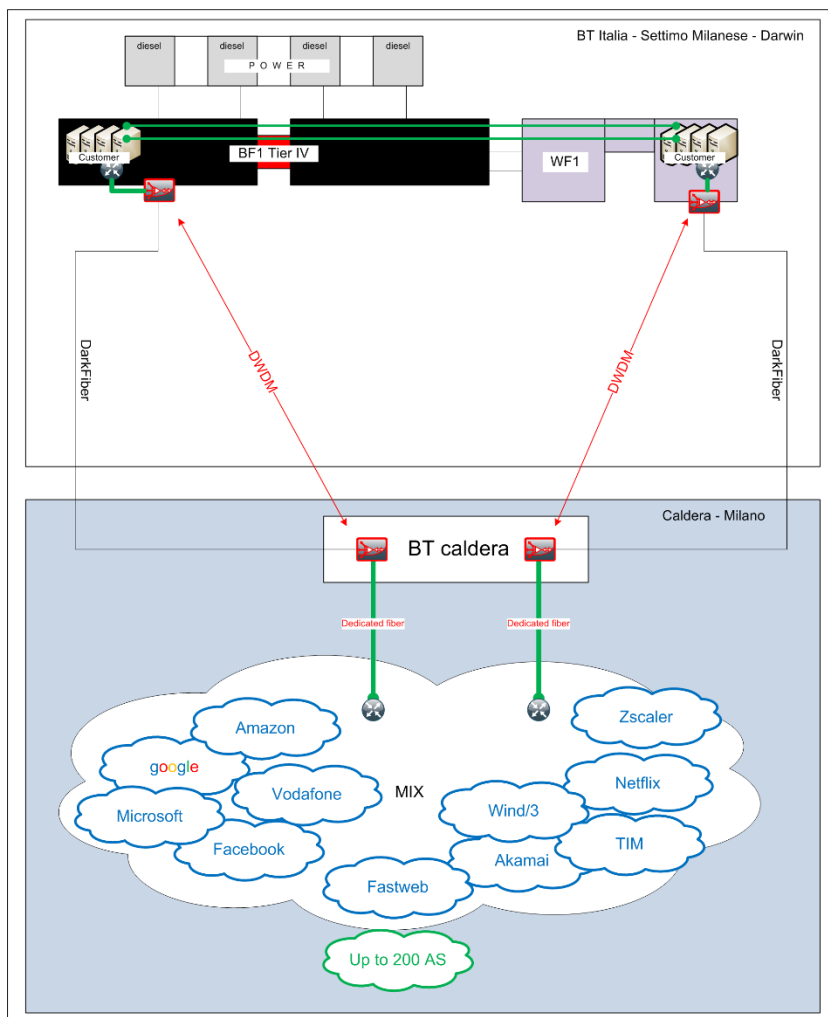 BT Italia - Settimo Milanese - Darwin
diesel
diesel
diesel
diesel
P O W E R
Customer
BF1 Tier IV
WF1
Customer
DarkFiber
DWDM
DWDM
DarkFiber
Caldera - Milano
BT caldera
Dedicated fiber
Dedicated fiber
Amazon
Zscaler
google
Vodafone
MIX
Netflix
Microsoft
Wind/3
Facebook
Akamai
TIM
Fastweb
Up to 200 AS